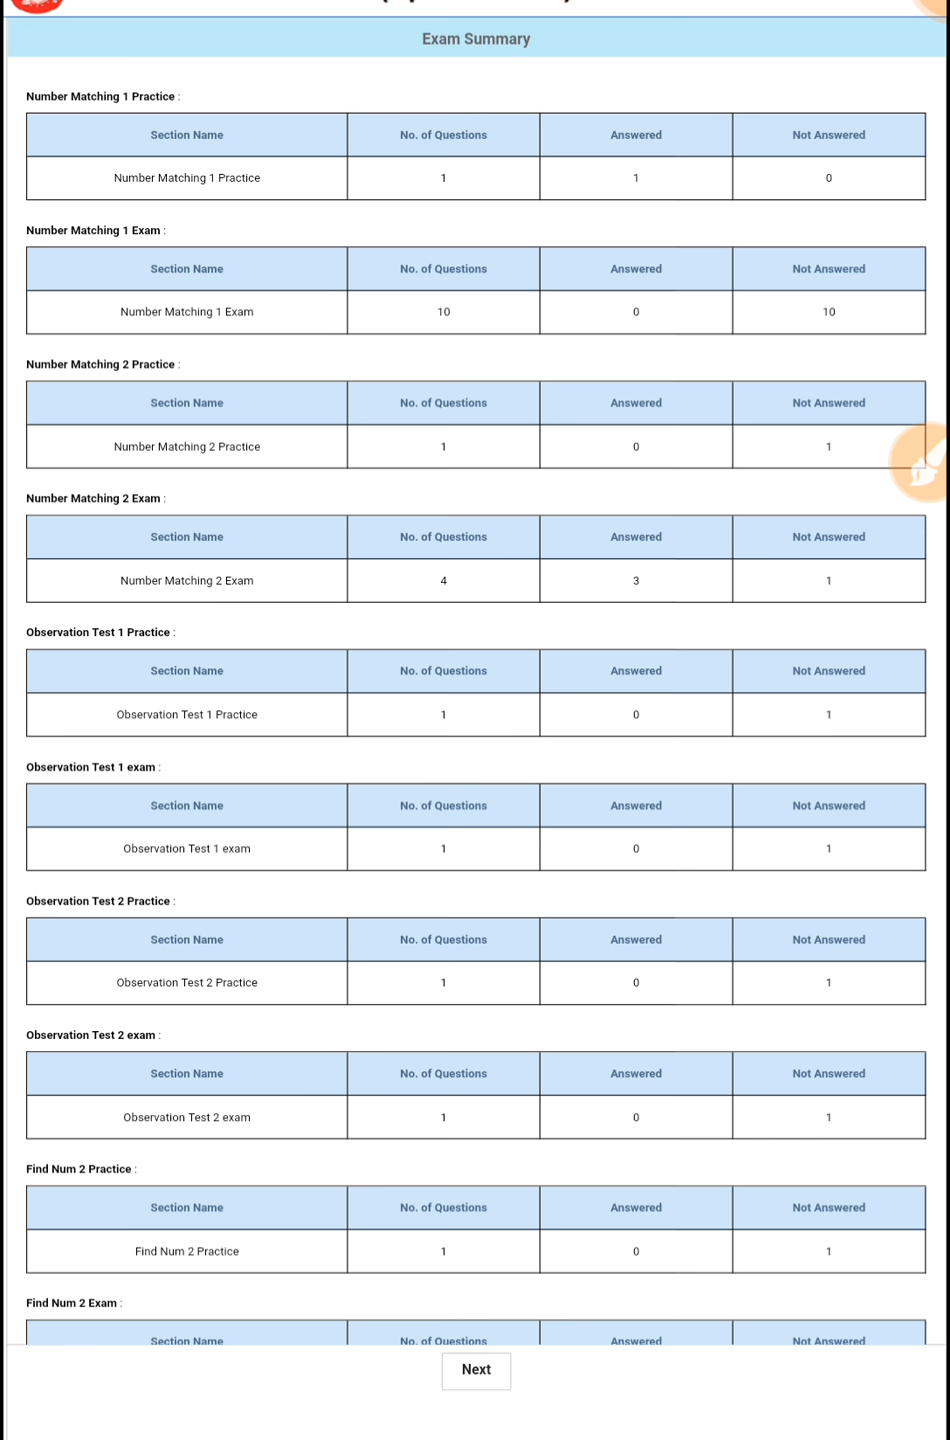 Exam Summary
Number Matching 1 Practice :
Section Name No. of Questions Answered Not Answered
Number Matching 1 Practice 1 1 0
Number Matching 1 Exam :
Section Name No. of Questions Answered Not Answered
Number Matching 1 Exam 10 0 10
Number Matching 2 Practice :
Section Name No. of Questions Answered Not Answered
Number Matching 2 Practice 1 0 1
Number Matching 2 Exam :
Section Name No. of Questions Answered Not Answered
Number Matching 2 Exam 4 3 1
Observation Test 1 Practice :
Section Name No. of Questions Answered Not Answered
Observation Test 1 Practice 1 0 1
Observation Test 1 exam :
Section Name No. of Questions Answered Not Answered
Observation Test 1 exam 1 0 1
Observation Test 2 Practice :
Section Name No. of Questions Answered Not Answered
Observation Test 2 Practice 1 0 1
Observation Test 2 exam :
Section Name No. of Questions Answered Not Answered
Observation Test 2 exam 1 0 1
Find Num 2 Practice :
Section Name No. of Questions Answered Not Answered
Find Num 2 Practice 1 0 1
Find Num 2 Exam :
Section Name No. of Questions Answered Not Answered
Next